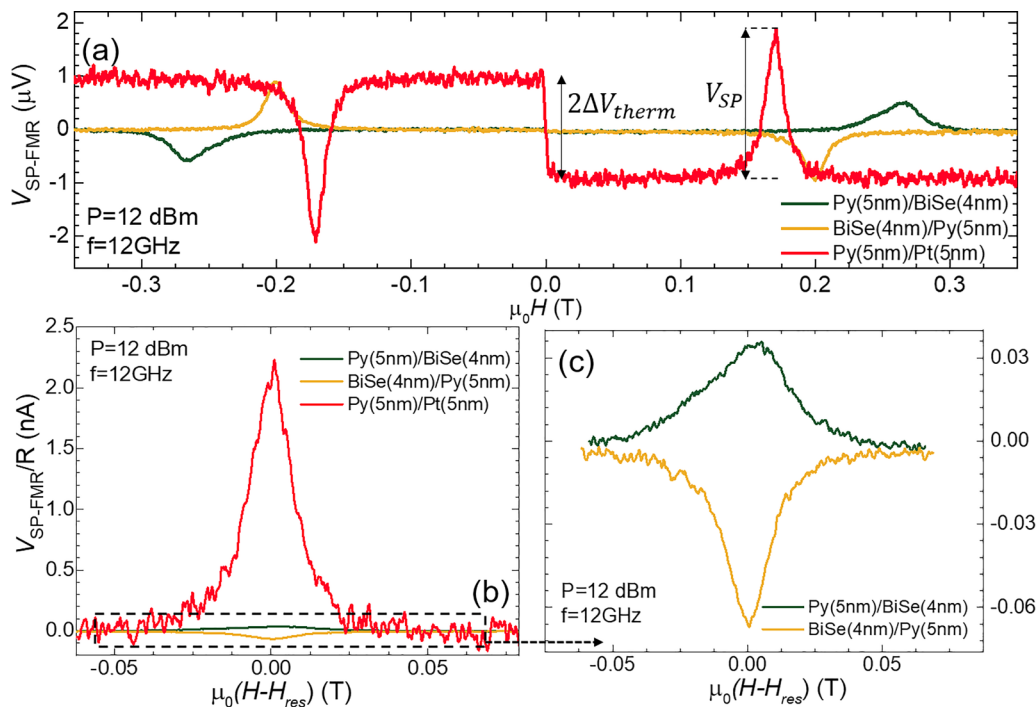 (a)
V_SP-FMR (μV)
2
1
0
-1
-2
2ΔV_therm
V_SP
P=12 dBm
f=12GHz
Py(5nm)/BiSe(4nm)
BiSe(4nm)/Py(5nm)
Py(5nm)/Pt(5nm)
-0.3 -0.2 -0.1 0.0 0.1 0.2 0.3
μ₀H (T)
V_SP-FMR/R (nA)
2.5
2.0
1.5
1.0
0.5
0.0
P=12 dBm
f=12GHz
Py(5nm)/BiSe(4nm)
BiSe(4nm)/Py(5nm)
Py(5nm)/Pt(5nm)
(b)
-0.05 0.00 0.05
μ₀(H-H_res) (T)
(c)
0.03
0.00
-0.03
-0.06
P=12 dBm
f=12GHz
Py(5nm)/BiSe(4nm)
BiSe(4nm)/Py(5nm)
-0.05 0.00 0.05
μ₀(H-H_res) (T)